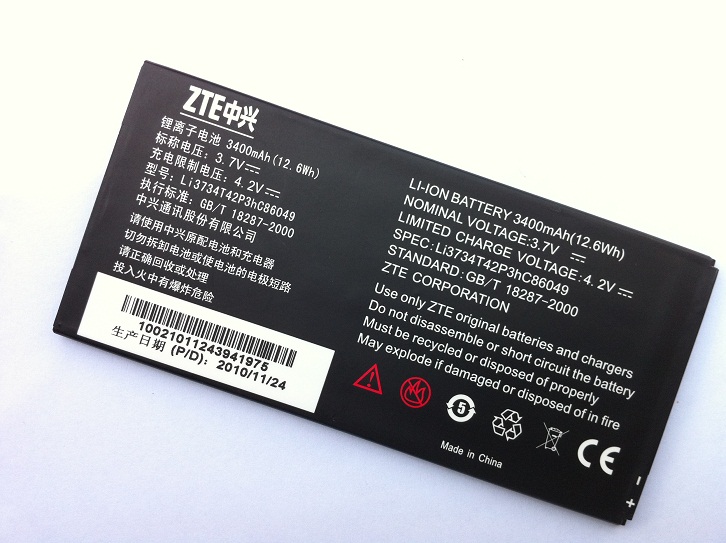 ZTE中兴
锂离子电池 3400mAh(12.6Wh)
标称电压: 3.7V
充电限制电压: 4.2V
型号: Li3734T42P3hC86049
执行标准: GB/T 18287-2000
中兴通讯股份有限公司
请使用中兴原配电池和充电器
切勿拆卸电池或使电池的电极短路
请正确回收或处理
投入火中有爆炸危险
10021011243941975
生产日期 (P/D): 2010/11/24
LI-ION BATTERY 3400mAh(12.6Wh)
NOMINAL VOLTAGE:3.7V
LIMITED CHARGE VOLTAGE:4.2V
SPEC:Li3734T42P3hC86049
STANDARD:GB/T 18287-2000
ZTE CORPORATION
Use only ZTE original batteries and chargers
Do not disassemble or short circuit the battery
Must be recycled or disposed of properly
May explode if damaged or disposed of in fire
5
CE
Made in China
-
+